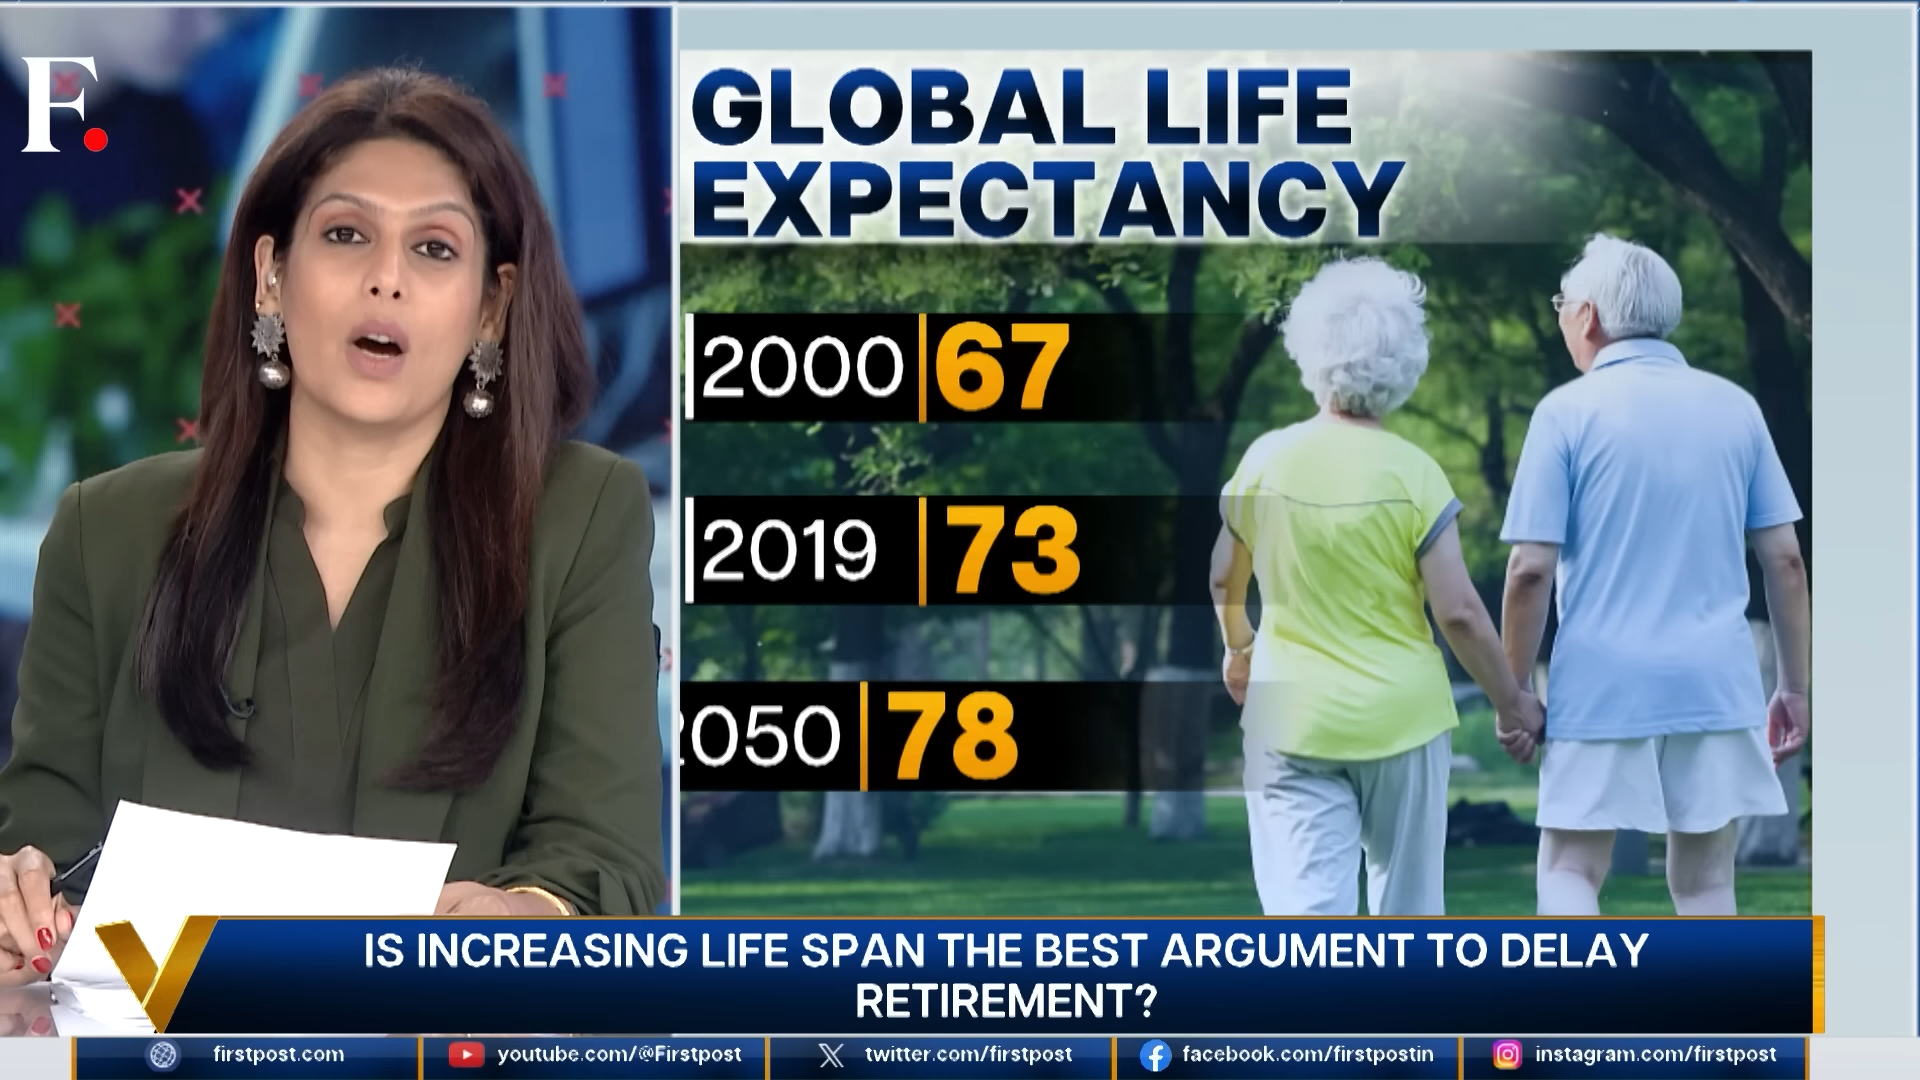 F.
GLOBAL LIFE
EXPECTANCY
2000 67
2019 73
2050 78
IS INCREASING LIFE SPAN THE BEST ARGUMENT TO DELAY
RETIREMENT?
firstpost.com
youtube.com/@Firstpost
twitter.com/firstpost
facebook.com/firstpostin
instagram.com/firstpost